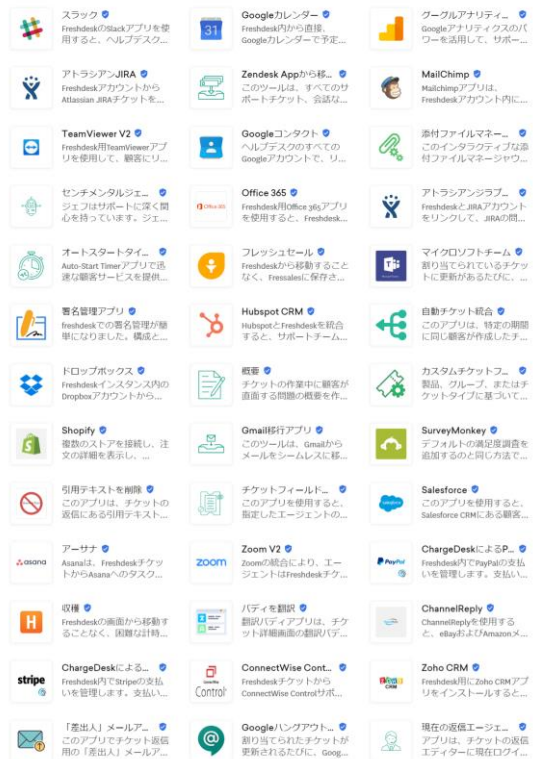 スラック
Freshdeskのslackアプリを使
用すると、ヘルプデスク...
Googleカレンダー
Freshdesk内から直接、
Googleカレンダーで予定...
グーグルアナリティ...
Googleアナリティクスのパ
ワーを活用して、サポー...
アトラシアンJIRA
Freshdeskアカウントから
Atlassian JIRAチケットを...
Zendesk Appから移...
このツールは、すべてのサ
ポートチケット、会話な...
MailChimp
Mailchimpアプリは、
Freshdeskアカウント内に...
TeamViewer V2
Freshdesk用TeamViewerアプ
リを使用して、顧客にリ...
Googleコンタクト
ヘルプデスクのすべての
Googleアカウントで、リ...
添付ファイルマネー...
このインタラクティブな添
付ファイルマネージャウ...
センチメンタルジェ...
ジェフはサポートに深く関
心を持っています。ジェ...
Office 365
Office 365
Freshdesk用Office 365アプリ
を使用すると、Freshdesk...
アトラシアンジラプ...
FreshdeskとJIRAアカウント
をリンクして、JIRAの問...
オートスタートタイ...
Auto-Start Timerアプリで迅
速な顧客サービスを提供...
フレッシュセール
Freshdeskから移動すること
なく、Fressalesに保存さ...
マイクロソフトチーム
割り当てられているチケッ
トに更新があるたびに、...
署名管理アプリ
freshdeskでの署名管理が簡
単になりました。構成と...
Hubspot CRM
HubspotとFreshdeskを統合
すると、サポートチーム...
自動チケット統合
このアプリは、特定の期間
に同じ顧客が作成したチ...
ドロップボックス
Freshdeskインスタンス内の
Dropboxアカウントから...
概要
チケットの作業中に顧客が
直面する問題の概要を作...
カスタムチケットフ...
製品、グループ、またはチ
ケットタイプに基づいて...
Shopify
複数のストアを接続し、注
文の詳細を表示し、...
Gmail移行アプリ
このツールは、Gmailから
メールをシームレスに移...
SurveyMonkey
デフォルトの満足度調査を
追加するのと同じ方法で...
引用テキストを削除
このアプリは、チケットの
返信にある引用テキスト...
チケットフィールド...
このアプリを使用すると、
指定したエージェントの...
Salesforce
このアプリを使用すると、
Salesforce CRMにある顧客...
asana
アーサナ
Asanaは、Freshdeskチケッ
トからAsanaへのタスク...
zoom
Zoom V2
Zoomの統合により、エー
ジェントはFreshdeskチケ...
PayPal
ChargeDeskによるP...
Freshdesk内でPayPalの支払
いを管理します。支払い...
収穫
Freshdeskの画面から移動す
ることなく、困難な計時...
バディを翻訳
翻訳バディアプリは、チケ
ット詳細画面の翻訳バデ...
ChannelReply
ChannelReplyを使用する
と、eBayおよびAmazonメ...
stripe
ChargeDeskによる...
Freshdesk内でStripeの支払
いを管理します。支払い...
Control
ConnectWise Cont...
Freshdeskチケットから
ConnectWise Controlサポ...
ZOHO
CRM
Zoho CRM
Freshdesk用にZoho CRMアプ
リをインストールすると...
「差出人」メールア...
このアプリでチケット返信
用の「差出人」メールア...
Googleハングアウト...
割り当てられたチケットが
更新されるたびに、Goog...
現在の返信エージェ...
アプリは、チケットの返信
エディターに現在ログイ...